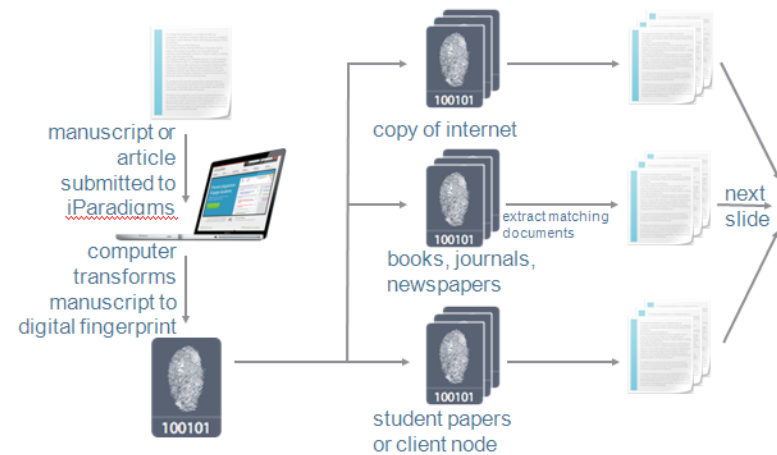 manuscript or
article
submitted to
iParadigms
computer
transforms
manuscript to
digital fingerprint
100101
100101
copy of internet
100101
books, journals,
newspapers
extract matching
documents
100101
student papers
or client node
next
slide